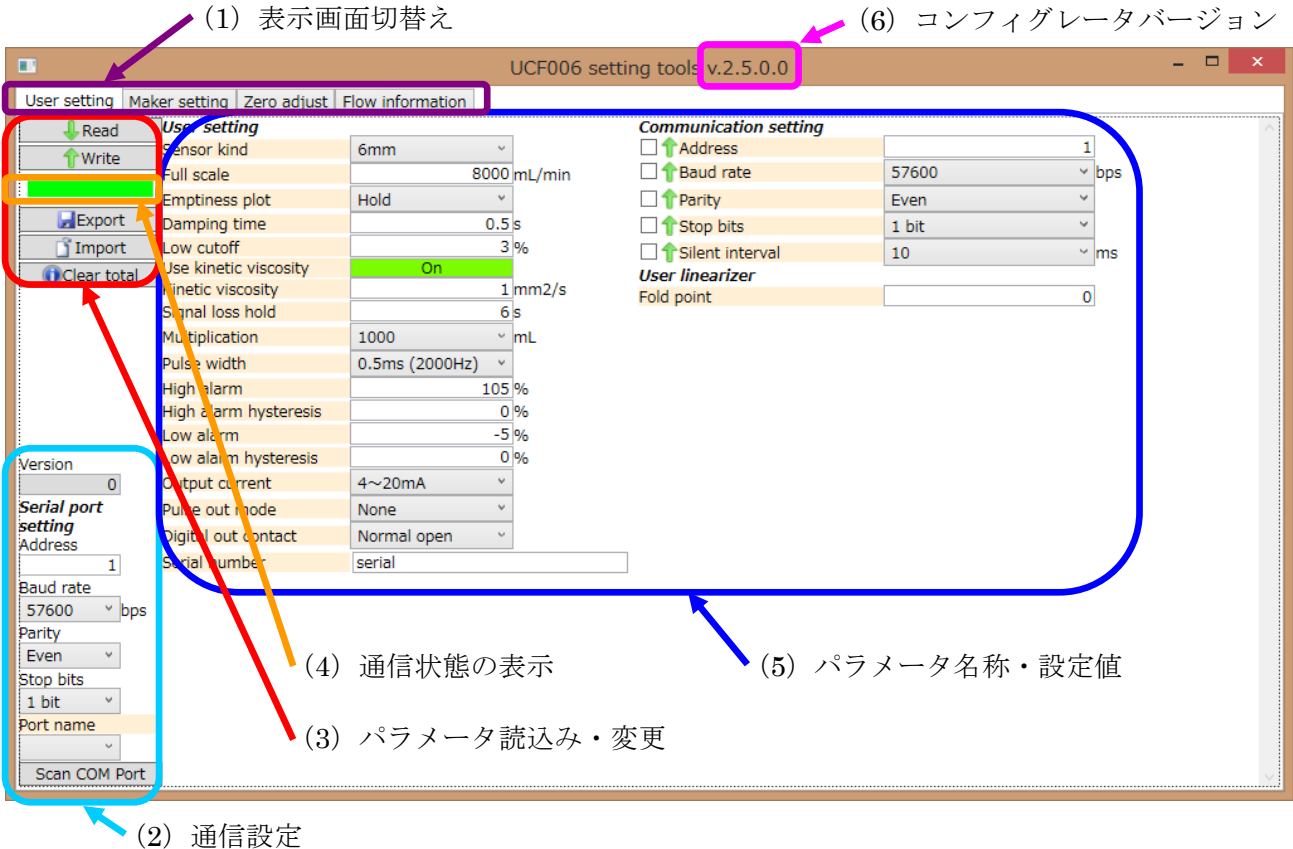 (1) 表示画面切替え
(6) コンフィグレータバージョン
UCF006 setting tools v.2.5.0.0
User setting Maker setting Zero adjust Flow information
Read
Write
Export
Import
Clear total
User setting
Sensor kind 6mm
Full scale 8000 mL/min
Emptiness plot Hold
Damping time 0.5 s
Low cutoff 3 %
Use kinetic viscosity On
Kinetic viscosity 1 mm2/s
Signal loss hold 6 s
Multiplication 1000 mL
Pulse width 0.5ms (2000Hz)
High alarm 105 %
High alarm hysteresis 0 %
Low alarm -5 %
Low alarm hysteresis 0 %
Output current 4～20mA
Pulse out mode None
Digital out contact Normal open
Serial number serial
Communication setting
Address 1
Baud rate 57600 bps
Parity Even
Stop bits 1 bit
Silent interval 10 ms
User linearizer
Fold point 0
Version
0
Serial port
setting
Address
1
Baud rate
57600 bps
Parity
Even
Stop bits
1 bit
Port name
Scan COM Port
(4) 通信状態の表示
(5) パラメータ名称・設定値
(3) パラメータ読込み・変更
(2) 通信設定